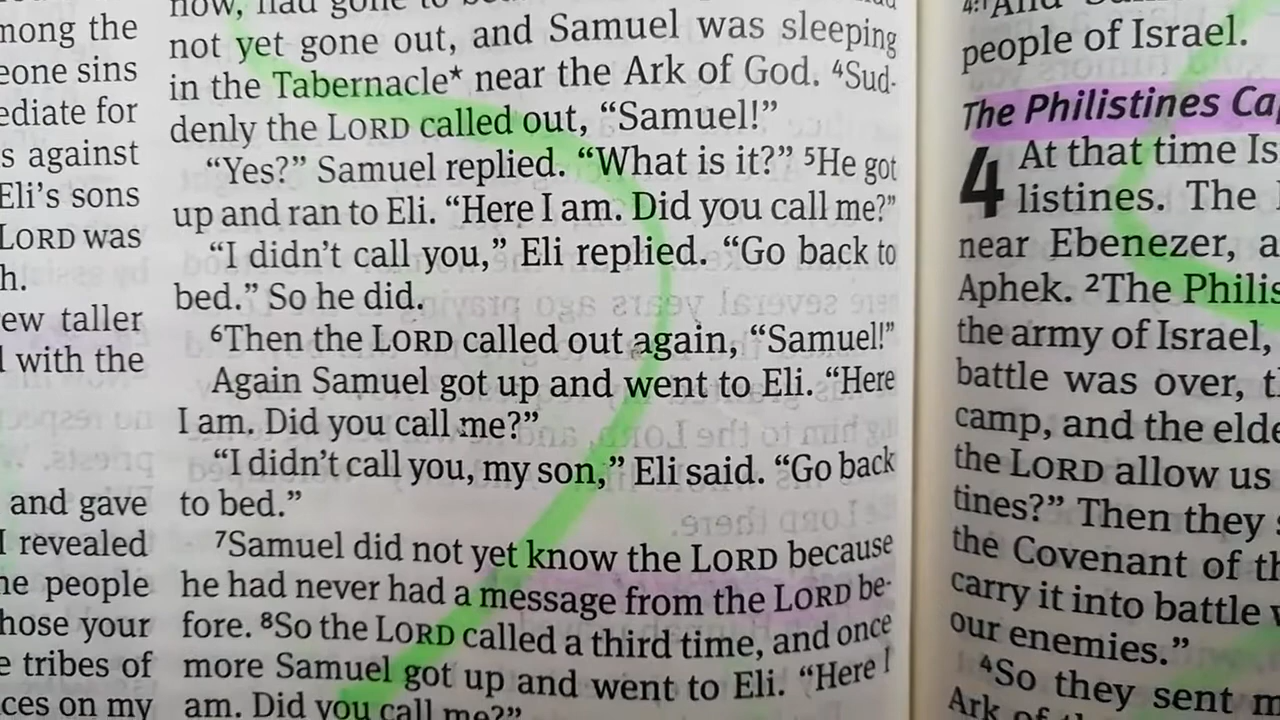 mong the
eone sins
ediate for
s against
Eli's sons
LORD was
h.
ew taller
l with the
and gave
I revealed
he people
hose your
e tribes of
ces on my
now, had gone to
not yet gone out, and Samuel was sleeping
in the Tabernacle* near the Ark of God. ⁴Sud-
denly the LORD called out, “Samuel!”
“Yes?” Samuel replied. “What is it?” ⁵He got
up and ran to Eli. “Here I am. Did you call me?”
“I didn’t call you,” Eli replied. “Go back to
bed.” So he did.
⁶Then the LORD called out again, “Samuel!”
Again Samuel got up and went to Eli. “Here
I am. Did you call me?”
“I didn’t call you, my son,” Eli said. “Go back
to bed.”
⁷Samuel did not yet know the LORD because
he had never had a message from the LORD be-
fore. ⁸So the LORD called a third time, and once
more Samuel got up and went to Eli. “Here I
am. Did you call me?”
4:1 And
people of Israel.
The Philistines Ca
4 At that time Is
listines. The
near Ebenezer, a
Aphek. ²The Philis
the army of Israel,
battle was over, t
camp, and the elde
the LORD allow us
tines?” Then they
the Covenant of th
carry it into battle
our enemies.”
⁴So they sent m
Ark of the